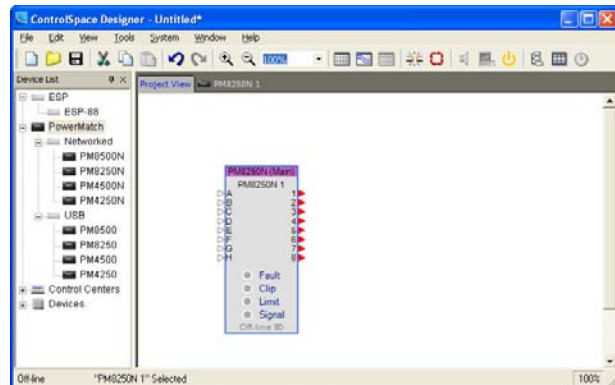 ControlSpace Designer - Untitled*
File Edit View Tools System Window Help
100%
Device List
Project View PM8250N 1
ESP
ESP-88
PowerMatch
Networked
PM8500N
PM8250N
PM4500N
PM4250N
USB
PM8500
PM8250
PM4500
PM4250
Control Centers
Devices
PM8250N (Main)
PM8250N 1
A 1
B 2
C 3
D 4
E 5
F 6
G 7
H 8
Fault
Clip
Limit
Signal
Off-line ID
Off-line "PM8250N 1" Selected 100%